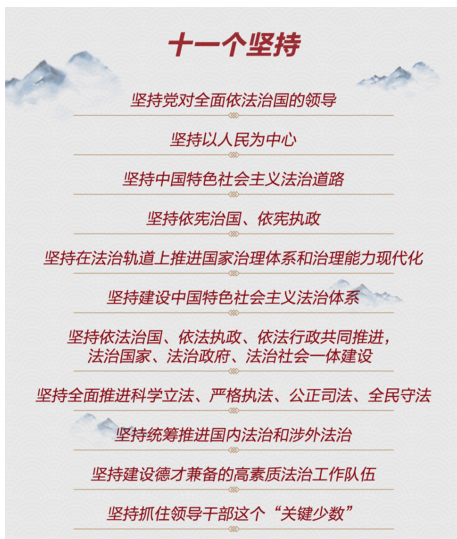 十一个坚持
坚持党对全面依法治国的领导
坚持以人民为中心
坚持中国特色社会主义法治道路
坚持依宪治国、依宪执政
坚持在法治轨道上推进国家治理体系和治理能力现代化
坚持建设中国特色社会主义法治体系
坚持依法治国、依法执政、依法行政共同推进，
法治国家、法治政府、法治社会一体建设
坚持全面推进科学立法、严格执法、公正司法、全民守法
坚持统筹推进国内法治和涉外法治
坚持建设德才兼备的高素质法治工作队伍
坚持抓住领导干部这个“关键少数”